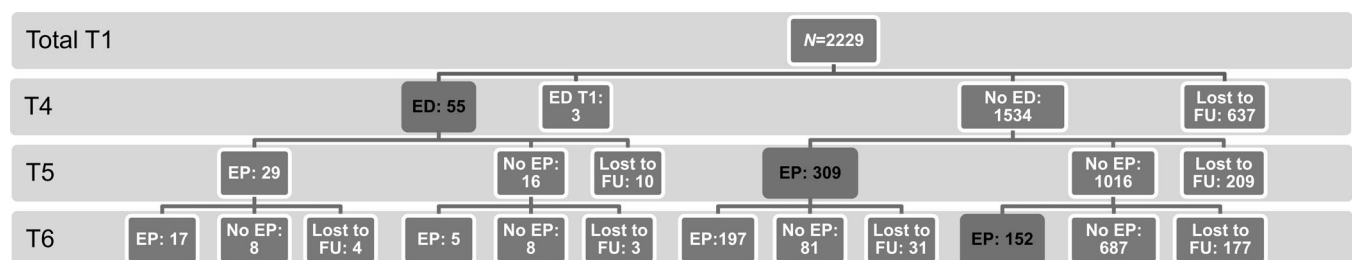 Total T1
N=2229
T4
ED: 55
ED T1:
3
No ED:
1534
Lost to
FU: 637
T5
EP: 29
No EP:
16
Lost to
FU: 10
EP: 309
No EP:
1016
Lost to
FU: 209
T6
EP: 17
No EP:
8
Lost to
FU: 4
EP: 5
No EP:
8
Lost to
FU: 3
EP:197
No EP:
81
Lost to
FU: 31
EP: 152
No EP:
687
Lost to
FU: 177